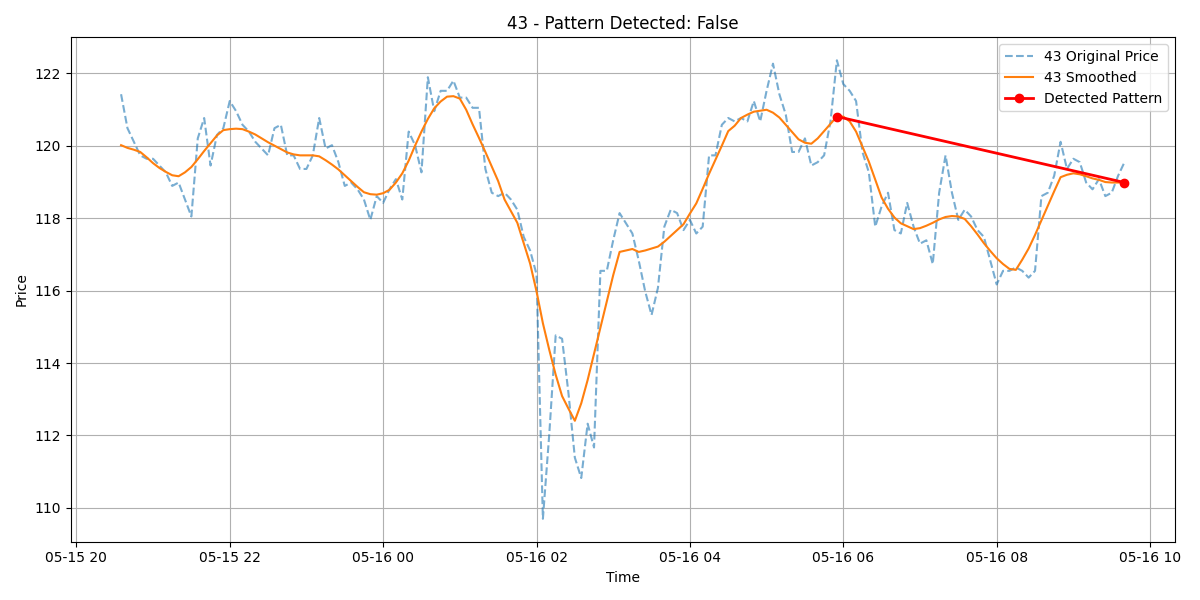 43 - Pattern Detected: False
43 Original Price
43 Smoothed
Detected Pattern
Price
122
120
118
116
114
112
110
05-15 20
05-15 22
05-16 00
05-16 02
05-16 04
05-16 06
05-16 08
05-16 10
Time